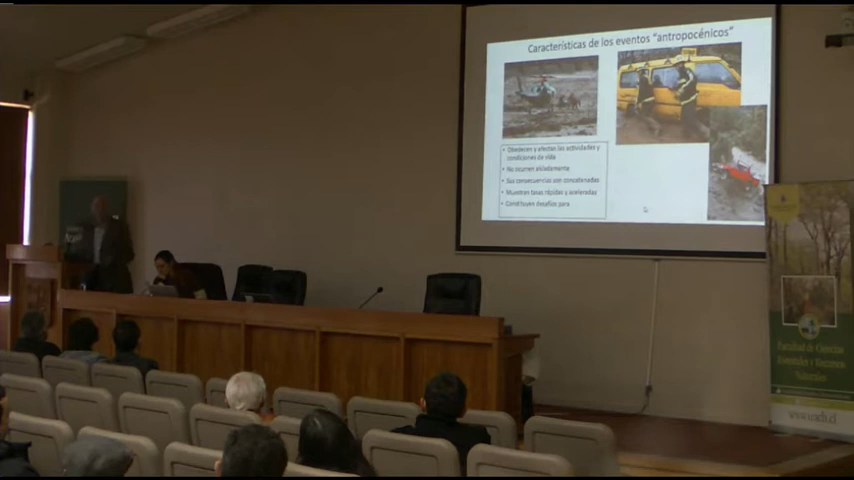 Características de los eventos "antropocénicos"
• Obedecen y afectan las actividades y
condiciones de vida
• No ocurren aisladamente
• Sus consecuencias son concatenadas
• Muestran tasas rápidas y aceleradas
• Constituyen desafíos para
Facultad de Ciencias
Forestales y Recursos
Naturales